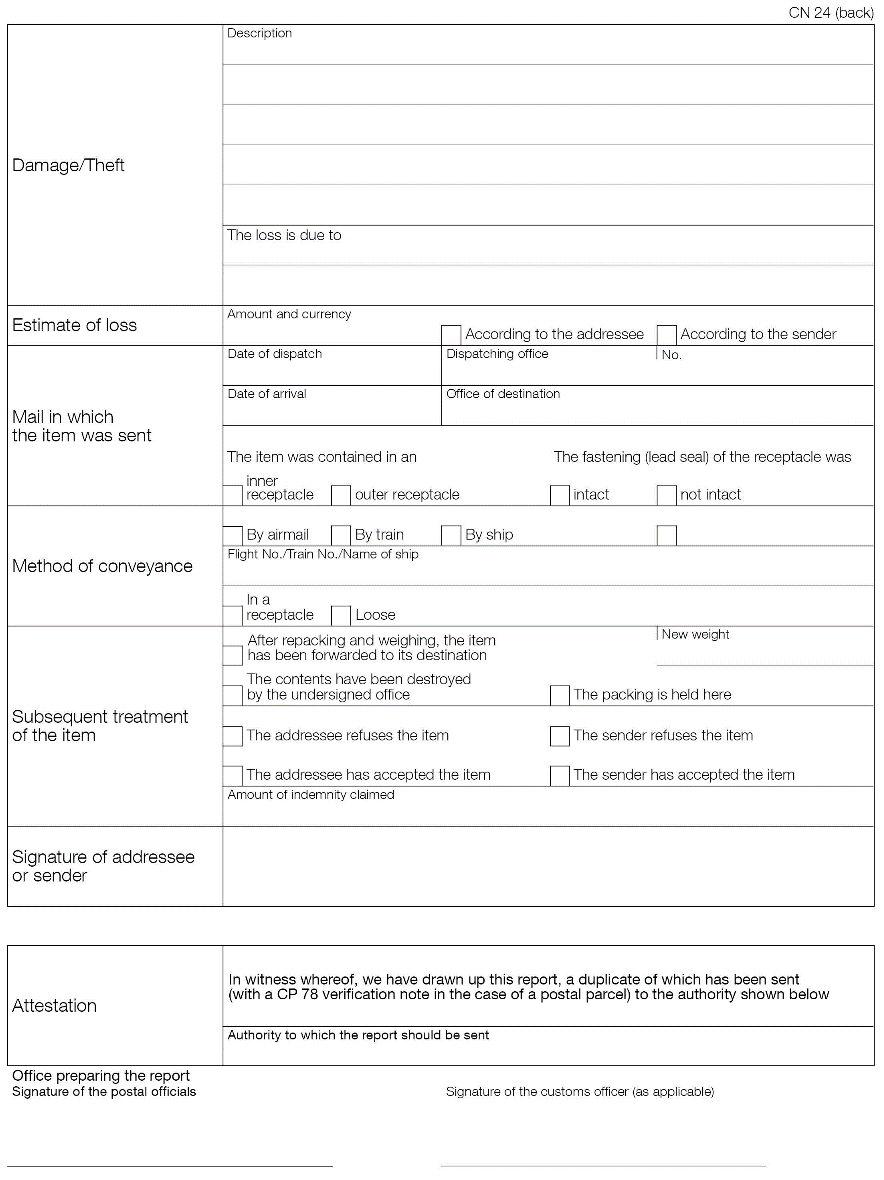 CN 24 (back)
Damage/Theft
Description
The loss is due to
Estimate of loss
Amount and currency
According to the addressee
According to the sender
Mail in which
the item was sent
Date of dispatch
Dispatching office
No.
Date of arrival
Office of destination
The item was contained in an
The fastening (lead seal) of the receptacle was
inner
receptacle
outer receptacle
intact
not intact
Method of conveyance
By airmail
By train
By ship
Flight No./Train No./Name of ship
In a
receptacle
Loose
Subsequent treatment
of the item
After repacking and weighing, the item
has been forwarded to its destination
New weight
The contents have been destroyed
by the undersigned office
The packing is held here
The addressee refuses the item
The sender refuses the item
The addressee has accepted the item
The sender has accepted the item
Amount of indemnity claimed
Signature of addressee
or sender
Attestation
In witness whereof, we have drawn up this report, a duplicate of which has been sent
(with a CP 78 verification note in the case of a postal parcel) to the authority shown below
Authority to which the report should be sent
Office preparing the report
Signature of the postal officials
Signature of the customs officer (as applicable)